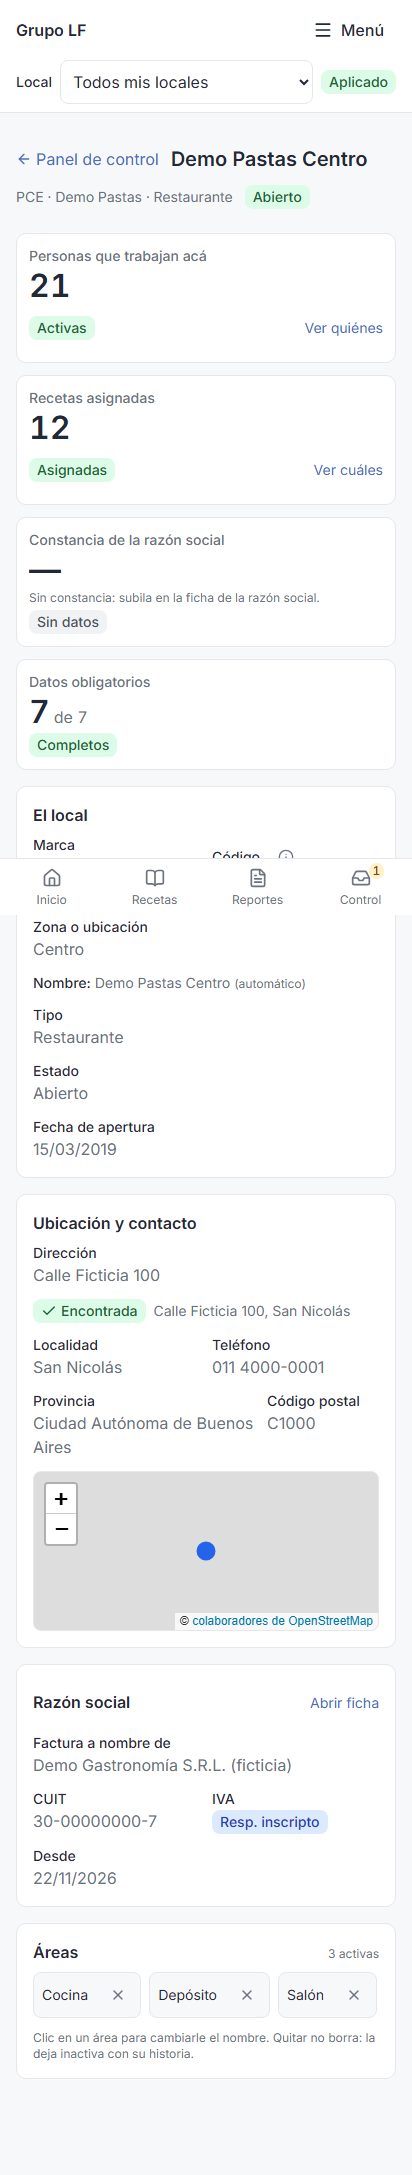 Grupo LF
Menú
Local
Todos mis locales
Aplicado
Panel de control
Demo Pastas Centro
PCE · Demo Pastas · Restaurante
Abierto
Personas que trabajan acá
21
Activas
Ver quiénes
Recetas asignadas
12
Asignadas
Ver cuáles
Constancia de la razón social
—
Sin constancia: subila en la ficha de la razón social.
Sin datos
Datos obligatorios
7 de 7
Completos
El local
Marca
Código
Inicio
Recetas
Reportes
Control
1
Zona o ubicación
Centro
Nombre: Demo Pastas Centro (automático)
Tipo
Restaurante
Estado
Abierto
Fecha de apertura
15/03/2019
Ubicación y contacto
Dirección
Calle Ficticia 100
Encontrada
Calle Ficticia 100, San Nicolás
Localidad
Teléfono
San Nicolás
011 4000-0001
Provincia
Código postal
Ciudad Autónoma de Buenos Aires
C1000
+
−
© colaboradores de OpenStreetMap
Razón social
Abrir ficha
Factura a nombre de
Demo Gastronomía S.R.L. (ficticia)
CUIT
IVA
30-00000000-7
Resp. inscripto
Desde
22/11/2026
Áreas
3 activas
Cocina
Depósito
Salón
Clic en un área para cambiarle el nombre. Quitar no borra: la
deja inactiva con su historia.